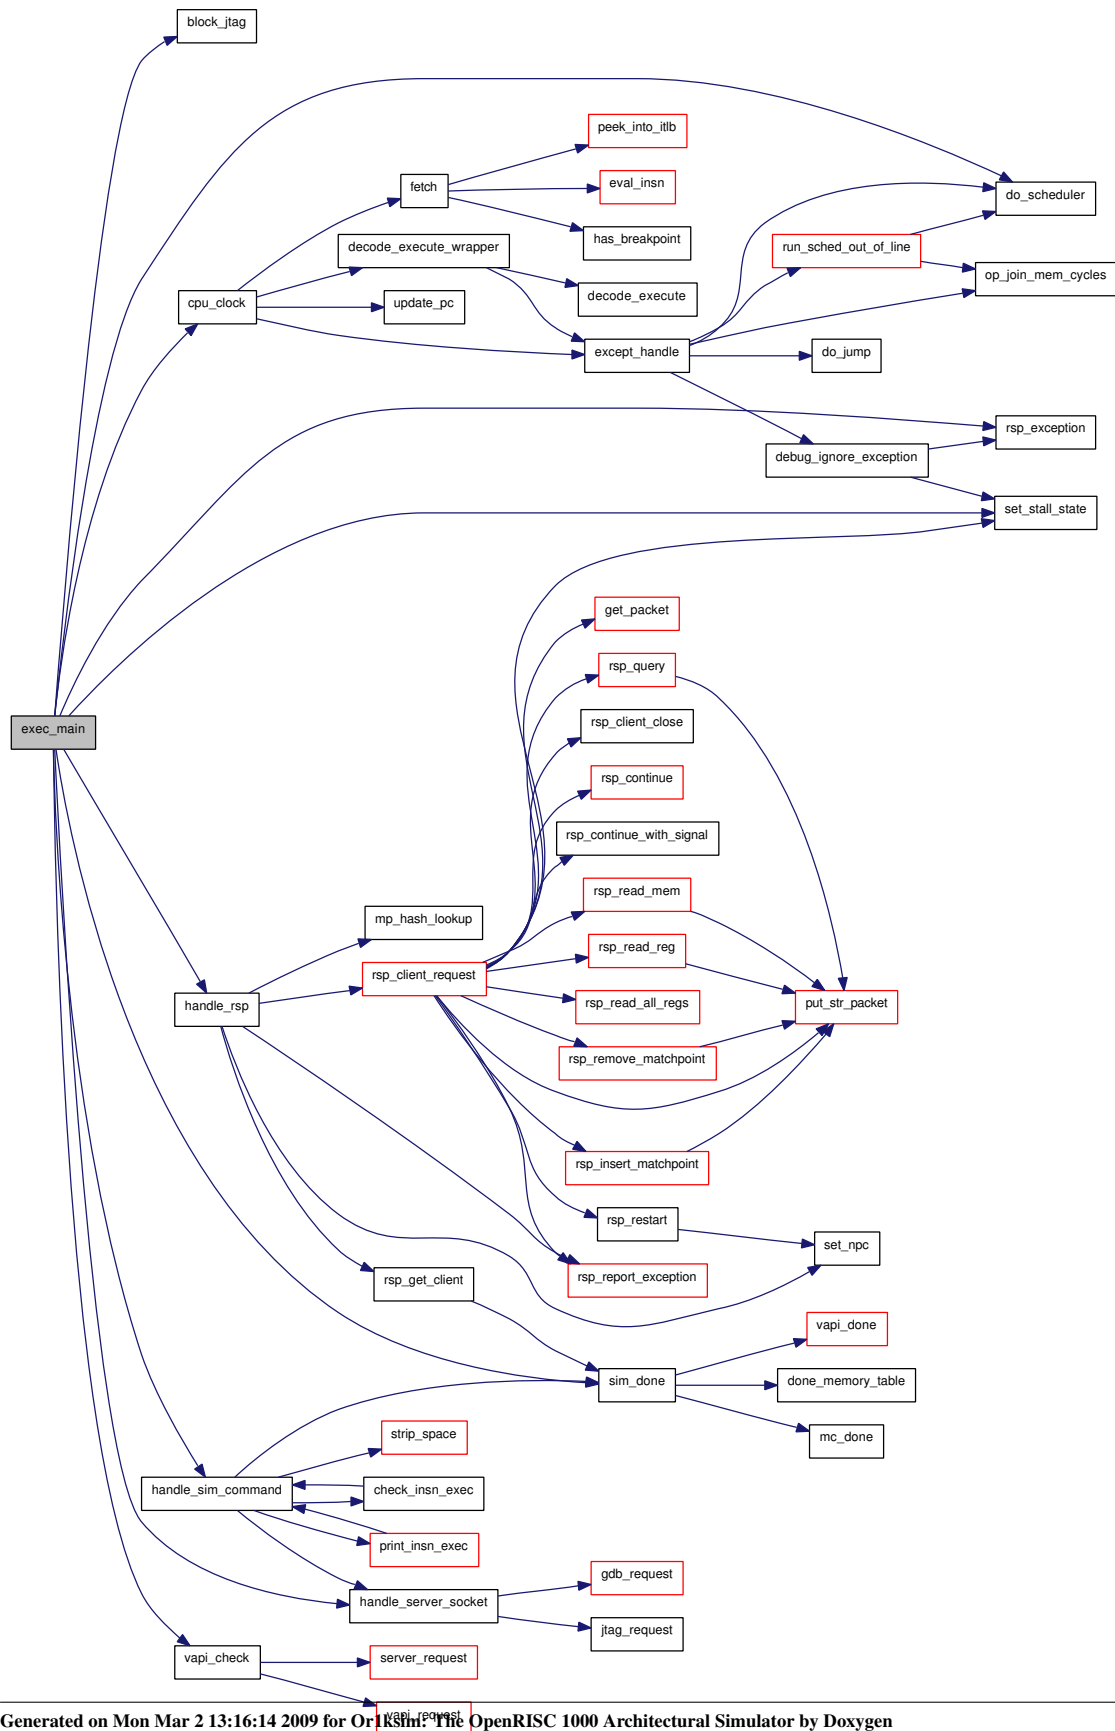 block_jtag
peek_into_itlb
fetch
eval_insn
do_scheduler
has_breakpoint
decode_execute_wrapper
run_sched_out_of_line
op_join_mem_cycles
cpu_clock
update_pc
decode_execute
except_handle
do_jump
rsp_exception
debug_ignore_exception
set_stall_state
get_packet
rsp_query
exec_main
rsp_client_close
rsp_continue
rsp_continue_with_signal
rsp_read_mem
mp_hash_lookup
rsp_read_reg
rsp_client_request
handle_rsp
rsp_read_all_regs
put_str_packet
rsp_remove_matchpoint
rsp_insert_matchpoint
rsp_restart
set_npc
rsp_get_client
rsp_report_exception
vapi_done
sim_done
done_memory_table
strip_space
mc_done
handle_sim_command
check_insn_exec
print_insn_exec
gdb_request
handle_server_socket
jtag_request
vapi_check
server_request
vapi_request
Generated on Mon Mar 2 13:16:14 2009 for Or1ksim: The OpenRISC 1000 Architectural Simulator by Doxygen